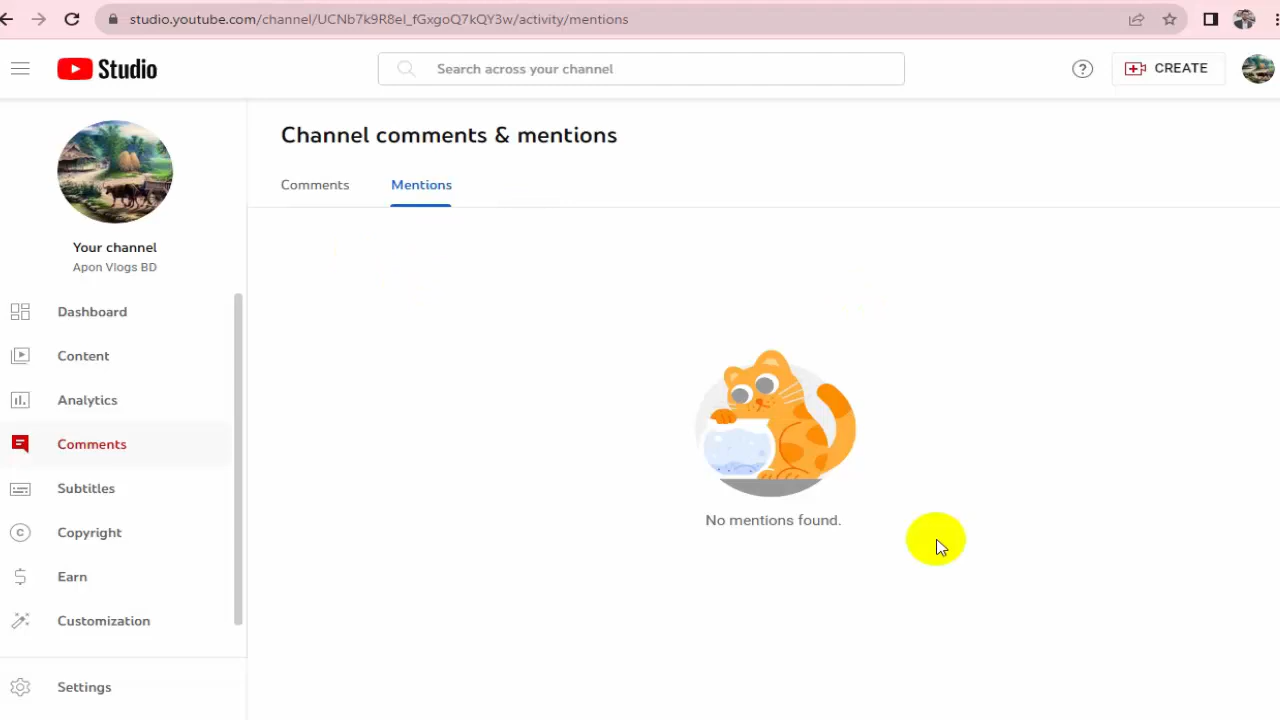 studio.youtube.com/channel/UCNb7k9R8el_fGxgoQ7kQY3w/activity/mentions
Studio
Search across your channel
CREATE
Channel comments & mentions
Comments
Mentions
Your channel
Apon Vlogs BD
Dashboard
Content
Analytics
Comments
Subtitles
Copyright
Earn
Customization
Settings
No mentions found.